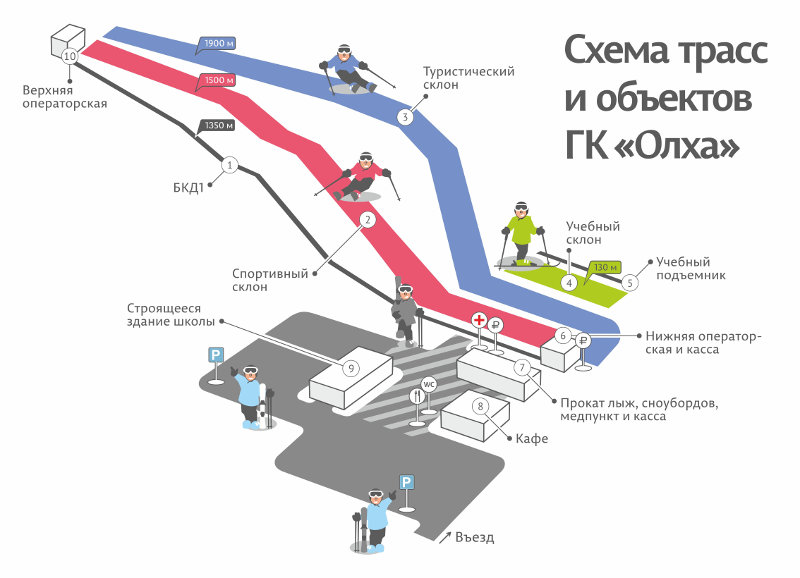 Схема трасс
и объектов
ГК «Олха»
1900 м
1500 м
1350 м
10
Верхняя
операторская
Туристический
склон
3
1
БКД1
2
Спортивный
склон
Учебный
склон
130 м
4
5
Учебный
подъемник
Строящееся
здание школы
6
Нижняя оператор-
ская и касса
₽
₽
7
Прокат лыж, сноубордов,
медпункт и касса
9
P
WC
8
Кафе
P
Въезд